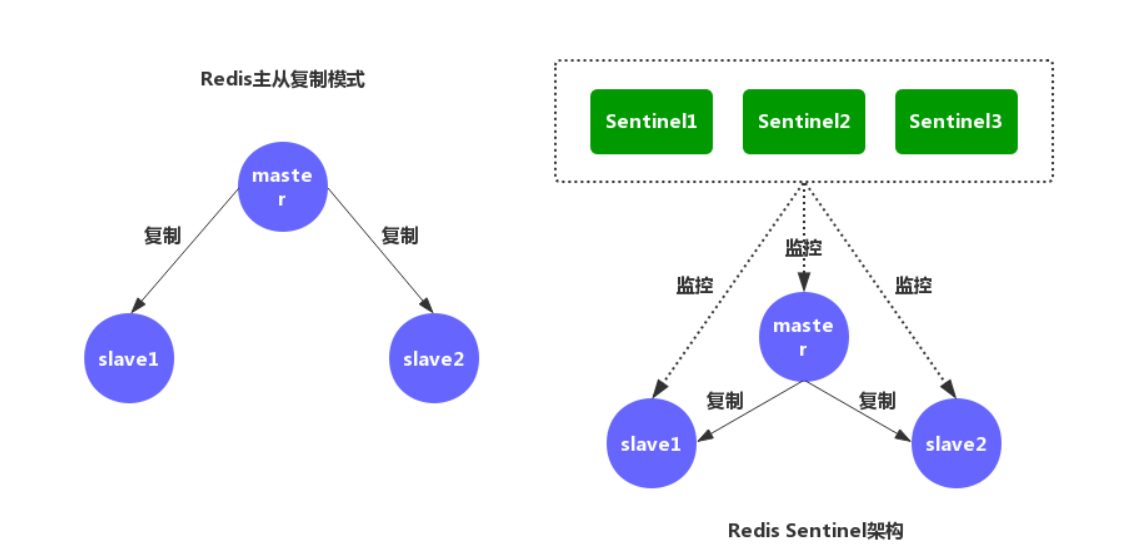 Redis主从复制模式
maste
r
复制
复制
slave1
slave2
Sentinel1
Sentinel2
Sentinel3
监控
监控
监控
maste
r
复制
复制
slave1
slave2
Redis Sentinel架构